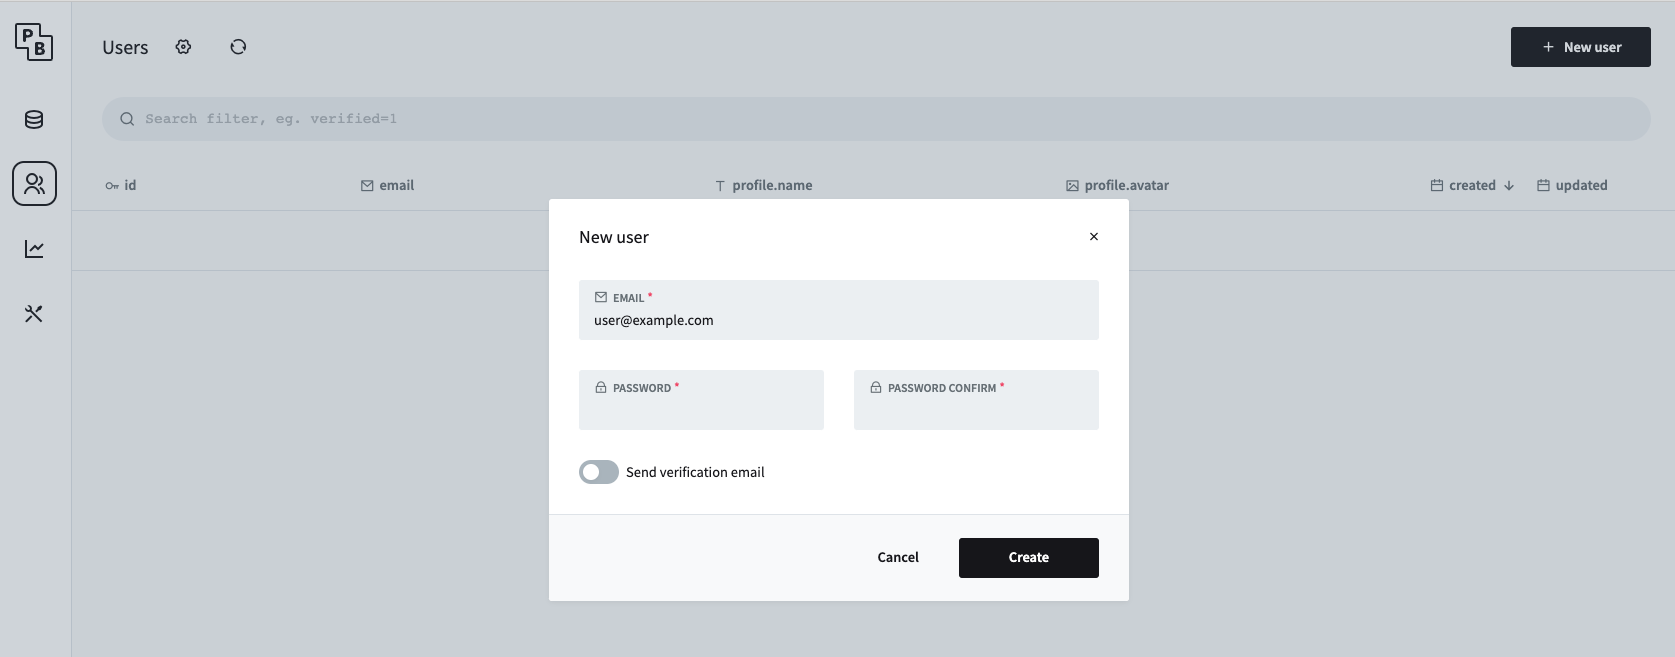 PB
Users
+ New user
Search filter, eg. verified=1
id email profile.name profile.avatar created updated
New user
EMAIL *
user@example.com
PASSWORD * PASSWORD CONFIRM *
Send verification email
Cancel Create